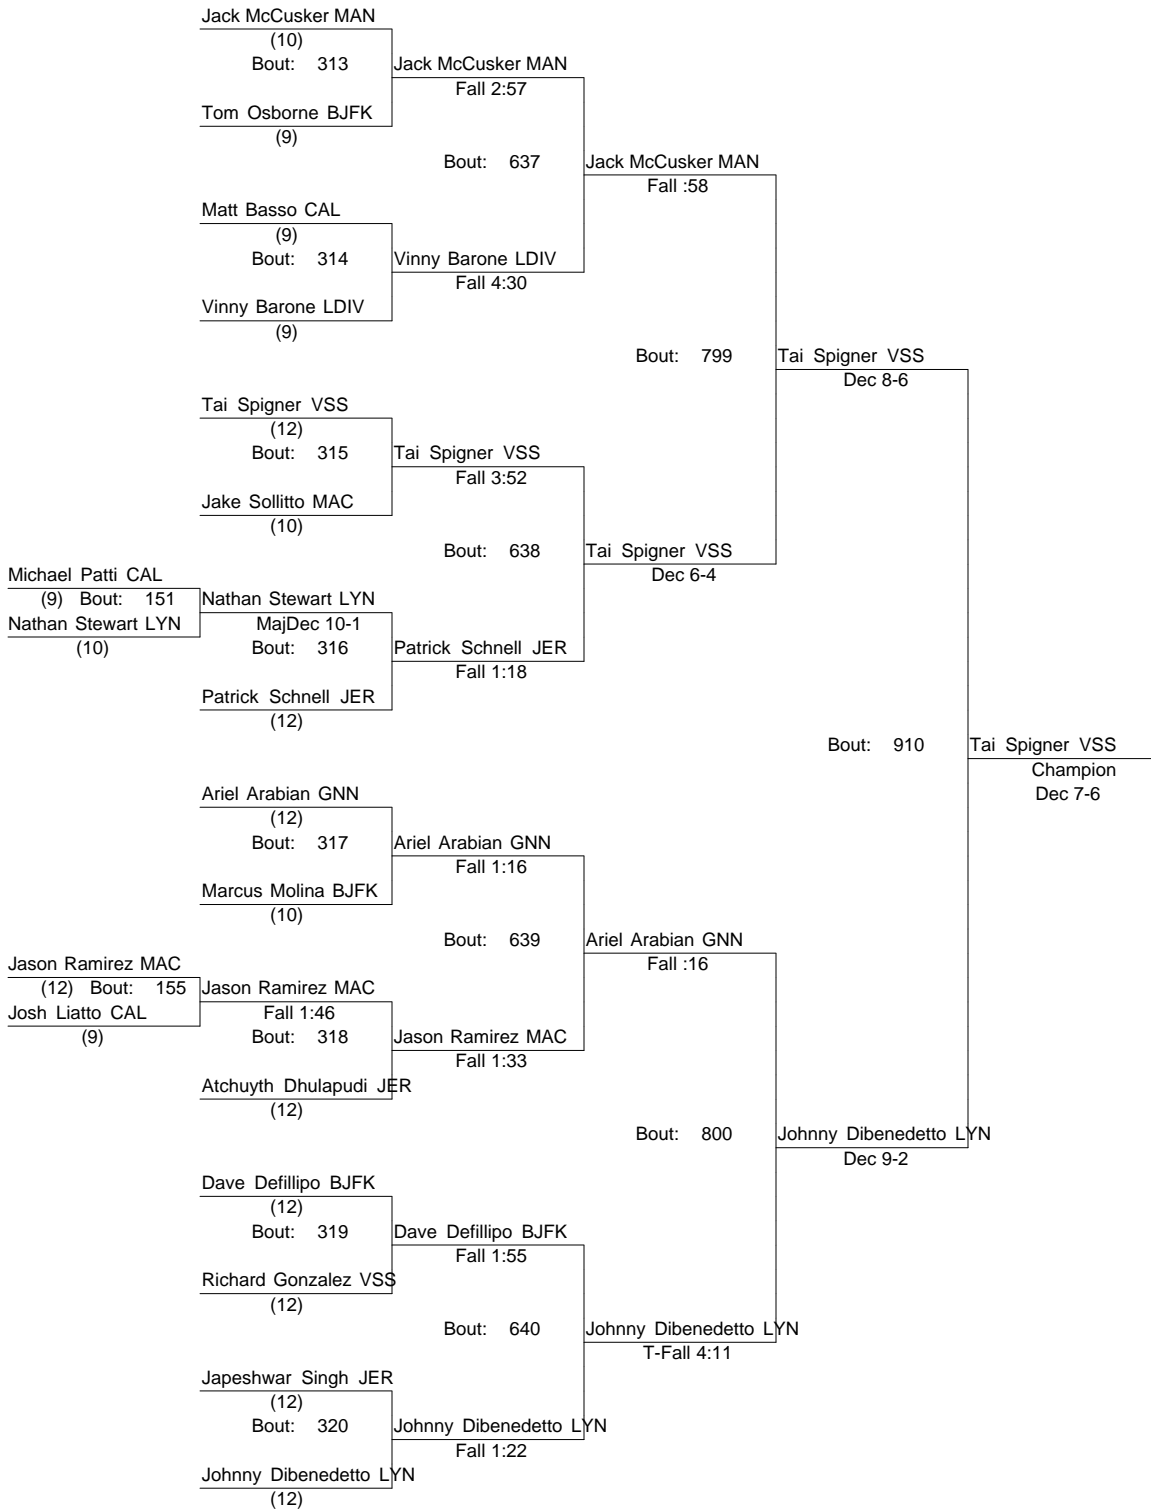 Jack McCusker MAN
(10)
Bout: 313
Jack McCusker MAN
Fall 2:57
Tom Osborne BJFK
(9)
Bout: 637
Jack McCusker MAN
Fall :58
Matt Basso CAL
(9)
Bout: 314
Vinny Barone LDIV
Fall 4:30
Vinny Barone LDIV
(9)
Bout: 799
Tai Spigner VSS
Dec 8-6
Tai Spigner VSS
(12)
Bout: 315
Tai Spigner VSS
Fall 3:52
Jake Sollitto MAC
(10)
Bout: 638
Tai Spigner VSS
Dec 6-4
Michael Patti CAL
(9) Bout: 151
Nathan Stewart LYN
Nathan Stewart LYN
(10)
MajDec 10-1
Bout: 316
Patrick Schnell JER
Fall 1:18
Patrick Schnell JER
(12)
Bout: 910
Tai Spigner VSS
Champion
Dec 7-6
Ariel Arabian GNN
(12)
Bout: 317
Ariel Arabian GNN
Fall 1:16
Marcus Molina BJFK
(10)
Bout: 639
Ariel Arabian GNN
Fall :16
Jason Ramirez MAC
(12) Bout: 155
Jason Ramirez MAC
Josh Liatto CAL
(9)
Fall 1:46
Bout: 318
Jason Ramirez MAC
Fall 1:33
Atchuyth Dhulapudi JER
(12)
Bout: 800
Johnny Dibenedetto LYN
Dec 9-2
Dave Defillipo BJFK
(12)
Bout: 319
Dave Defillipo BJFK
Fall 1:55
Richard Gonzalez VSS
(12)
Bout: 640
Johnny Dibenedetto LYN
T-Fall 4:11
Japeshwar Singh JER
(12)
Bout: 320
Johnny Dibenedetto LYN
Fall 1:22
Johnny Dibenedetto LYN
(12)